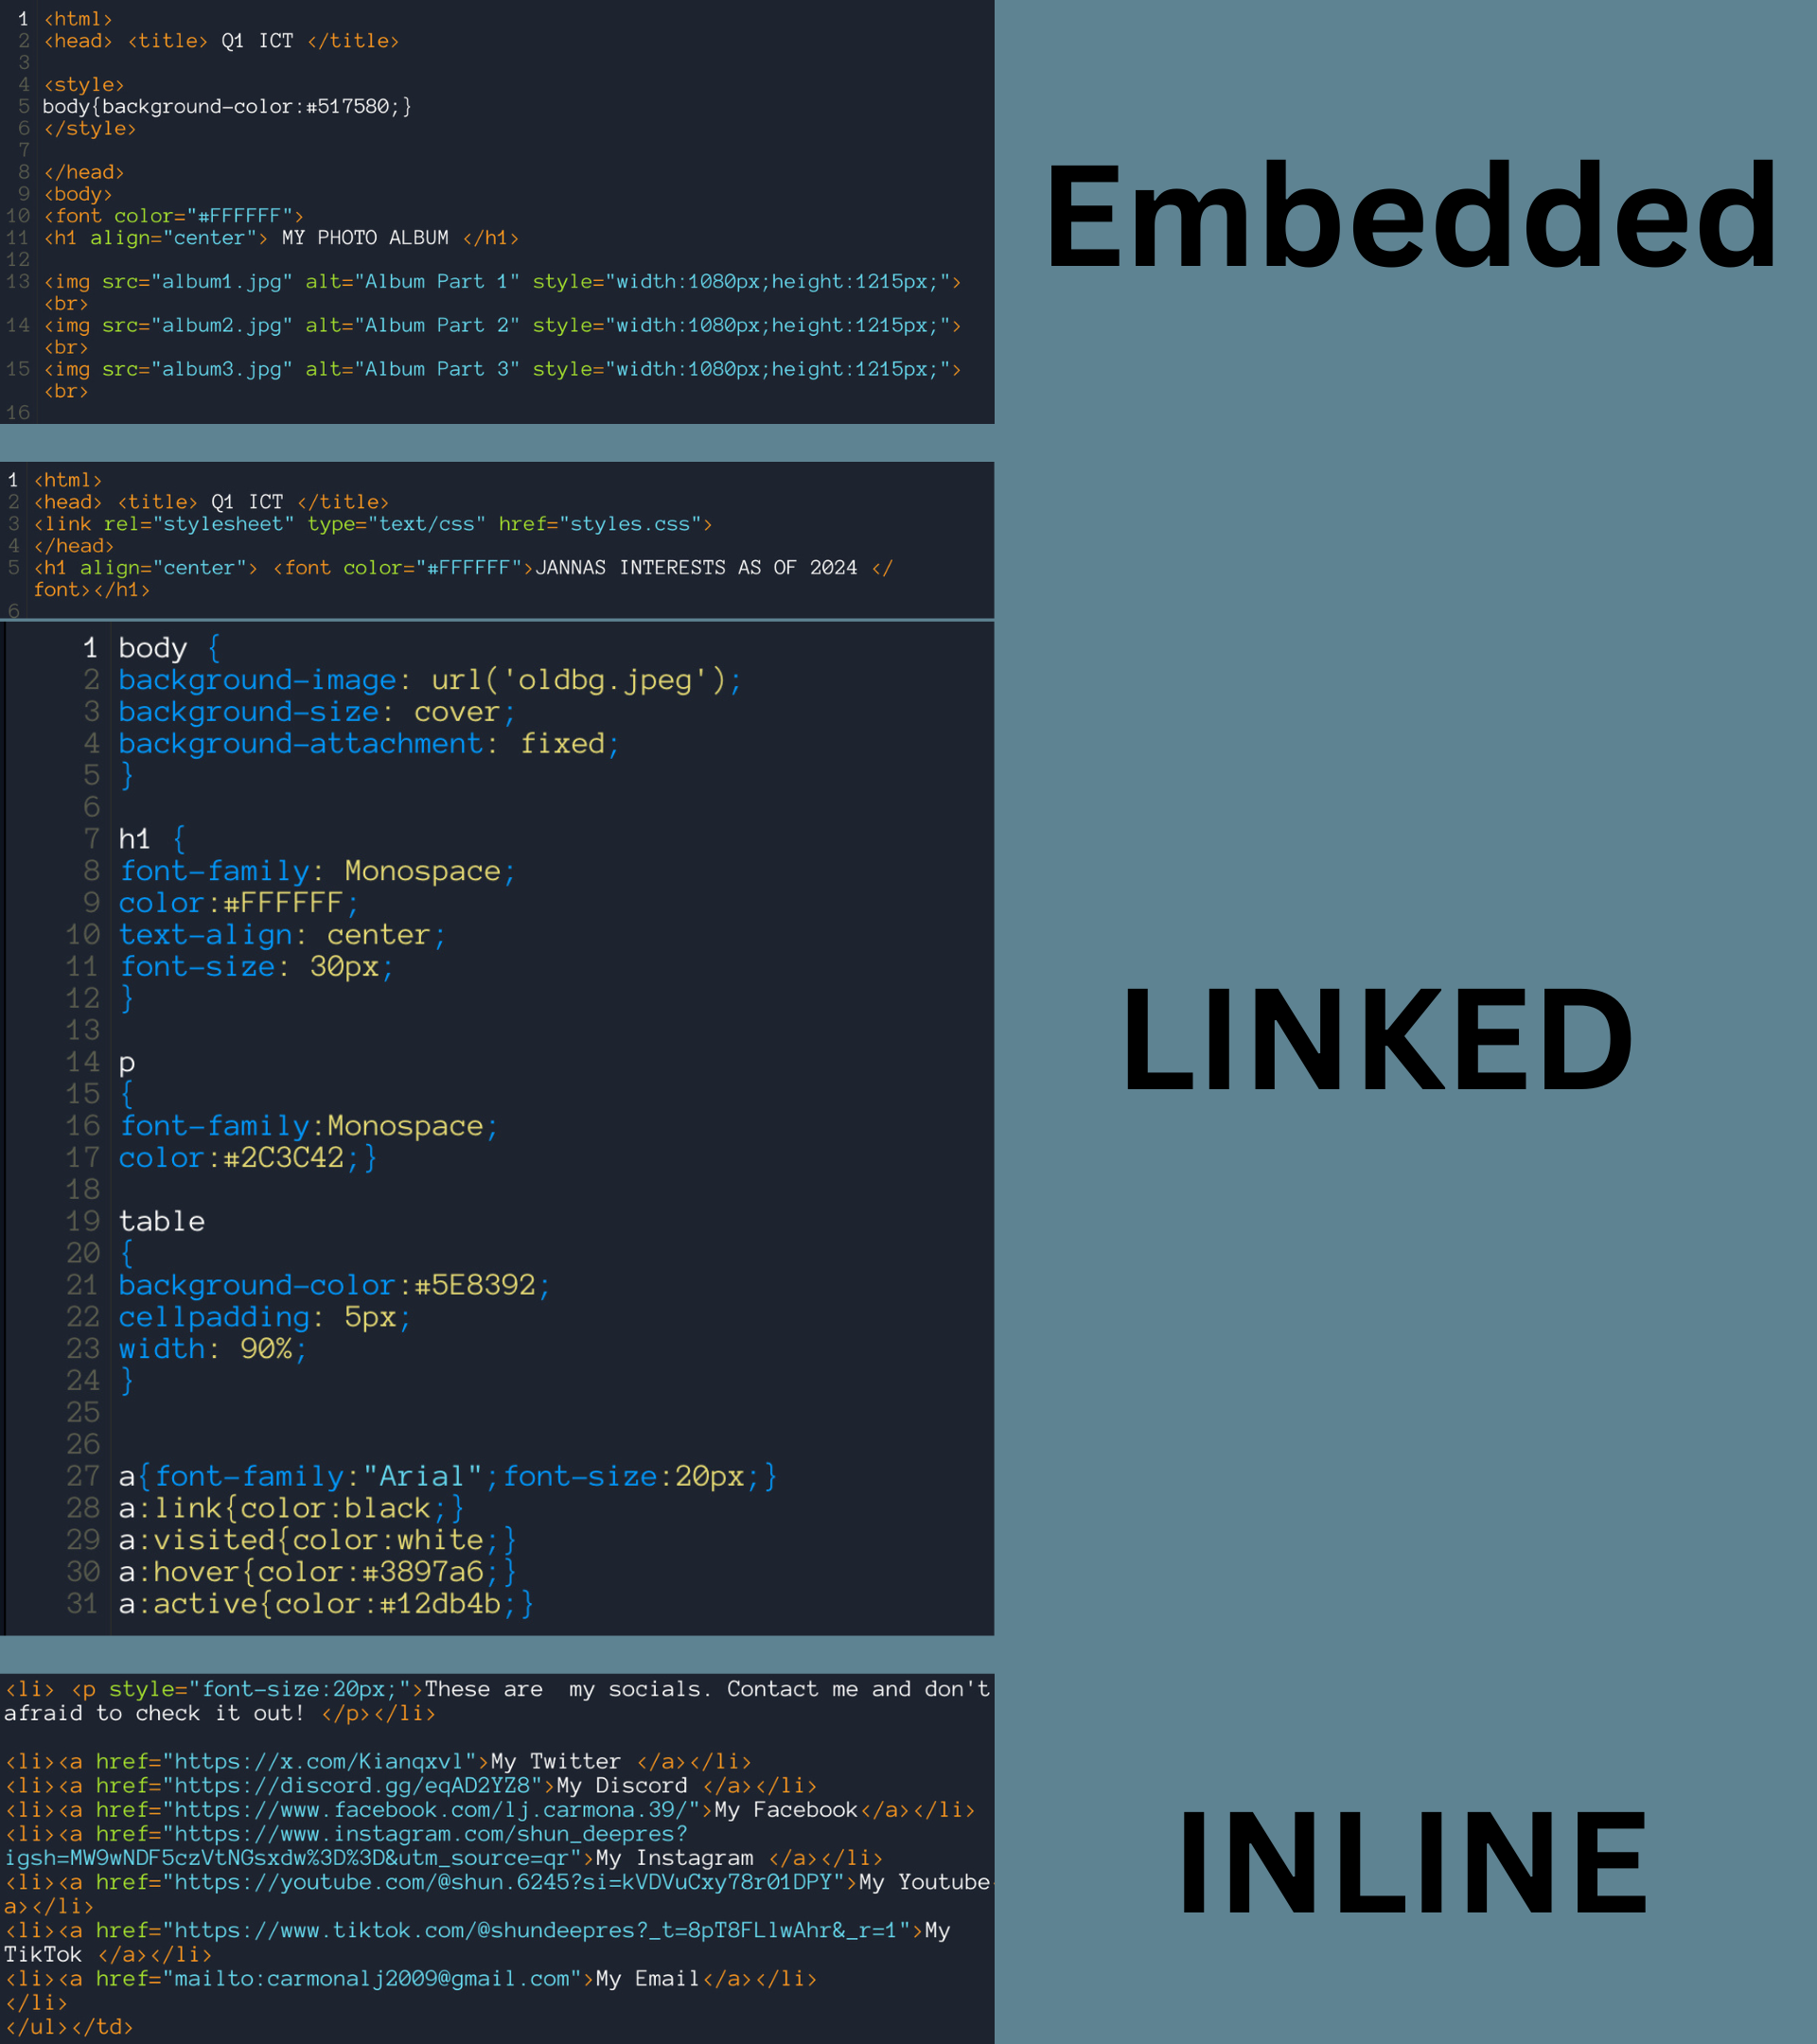 1 <html>
2 <head> <title> Q1 ICT </title>
3
4 <style>
5 body{background-color:#517580;}
6 </style>
7
8 </head>
9 <body>
10 <font color="#FFFFFF">
11 <h1 align="center"> MY PHOTO ALBUM </h1>
12
13 <img src="album1.jpg" alt="Album Part 1" style="width:1080px;height:1215px;">
<br>
14 <img src="album2.jpg" alt="Album Part 2" style="width:1080px;height:1215px;">
<br>
15 <img src="album3.jpg" alt="Album Part 3" style="width:1080px;height:1215px;">
<br>
16
Embedded
1 <html>
2 <head> <title> Q1 ICT </title>
3 <link rel="stylesheet" type="text/css" href="styles.css">
4 </head>
5 <h1 align="center"> <font color="#FFFFFF">JANNAS INTERESTS AS OF 2024 </
font></h1>
6
1 body {
2 background-image: url('oldbg.jpeg');
3 background-size: cover;
4 background-attachment: fixed;
5 }
6
7 h1 {
8 font-family: Monospace;
9 color:#FFFFFF;
10 text-align: center;
11 font-size: 30px;
12 }
13
14 p
15 {
16 font-family:Monospace;
17 color:#2C3C42;}
18
19 table
20 {
21 background-color:#5E8392;
22 cellpadding: 5px;
23 width: 90%;
24 }
25
26
27 a{font-family:"Arial";font-size:20px;}
28 a:link{color:black;}
29 a:visited{color:white;}
30 a:hover{color:#3897a6;}
31 a:active{color:#12db4b;}
LINKED
<li> <p style="font-size:20px;">These are  my socials. Contact me and don't
afraid to check it out! </p></li>
<li><a href="https://x.com/Kianqxvl">My Twitter </a></li>
<li><a href="https://discord.gg/eqAD2YZ8">My Discord </a></li>
<li><a href="https://www.facebook.com/lj.carmona.39/">My Facebook</a></li>
<li><a href="https://www.instagram.com/shun_deepres?
igsh=MW9wNDF5czVtNGsxdw%3D%3D&utm_source=qr">My Instagram </a></li>
<li><a href="https://youtube.com/@shun.6245?si=kVDVuCxy78r01DPY">My Youtube
a></li>
<li><a href="https://www.tiktok.com/@shundeepres?_t=8pT8FLlwAhr&_r=1">My
TikTok </a></li>
<li><a href="mailto:carmonalj2009@gmail.com">My Email</a></li>
</li>
</ul></td>
INLINE